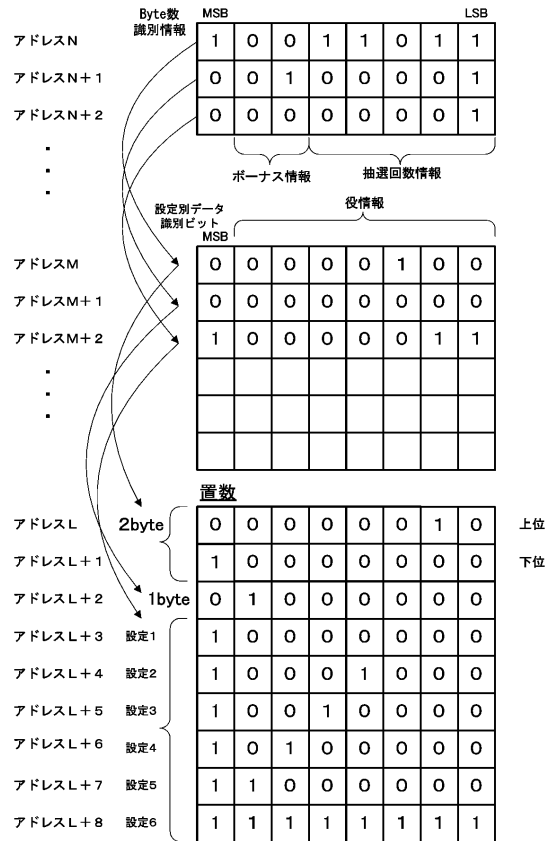 Byte数 MSB LSB
識別情報
アドレスN 1 0 0 1 1 0 1 1
アドレスN+1 0 0 1 0 0 0 0 1
アドレスN+2 0 0 0 0 0 0 0 1
・
・
・
ボーナス情報 抽選回数情報
設定別データ 役情報
識別ビット
MSB
アドレスM 0 0 0 0 0 1 0 0
アドレスM+1 0 0 0 0 0 0 0 0
アドレスM+2 1 0 0 0 0 0 1 1
・
・
・
置数
アドレスL 2byte 0 0 0 0 0 0 1 0 上位
アドレスL+1 1 0 0 0 0 0 0 0 下位
アドレスL+2 1byte 0 1 0 0 0 0 0 0
アドレスL+3 設定1 1 0 0 0 0 0 0 0
アドレスL+4 設定2 1 0 0 0 1 0 0 0
アドレスL+5 設定3 1 0 0 1 0 0 0 0
アドレスL+6 設定4 1 0 1 0 0 0 0 0
アドレスL+7 設定5 1 1 0 0 0 0 0 0
アドレスL+8 設定6 1 1 1 1 1 1 1 1